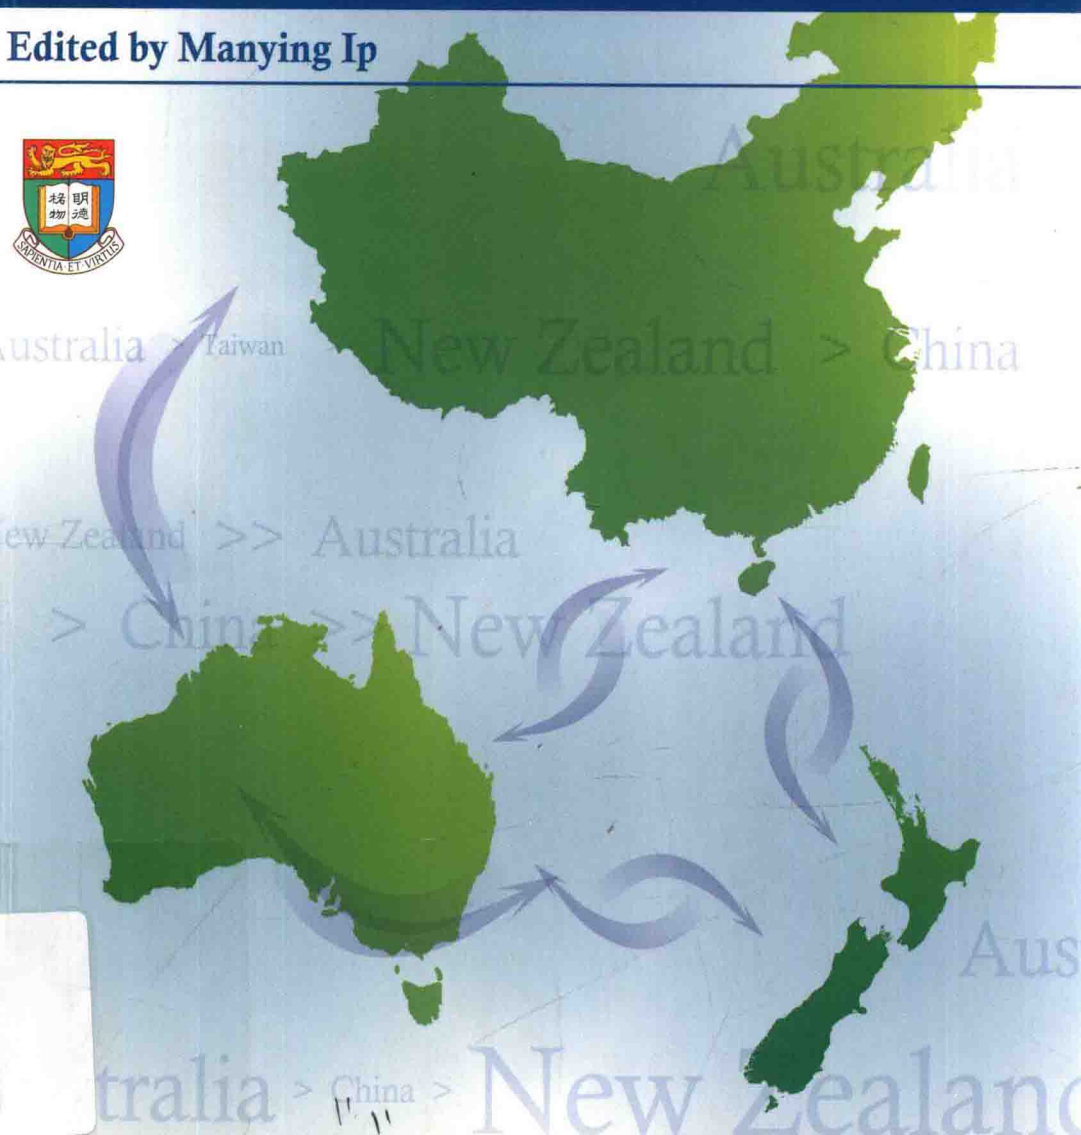 Edited by Manying Ip
Australia
格 明
物 德
SAPIENTIA·ET·VIRTUS
ustralia > Taiwan New Zealand > China
ew Zealand >> Australia
> China >> New Zealand
Aus
tralia > China > New Zealand